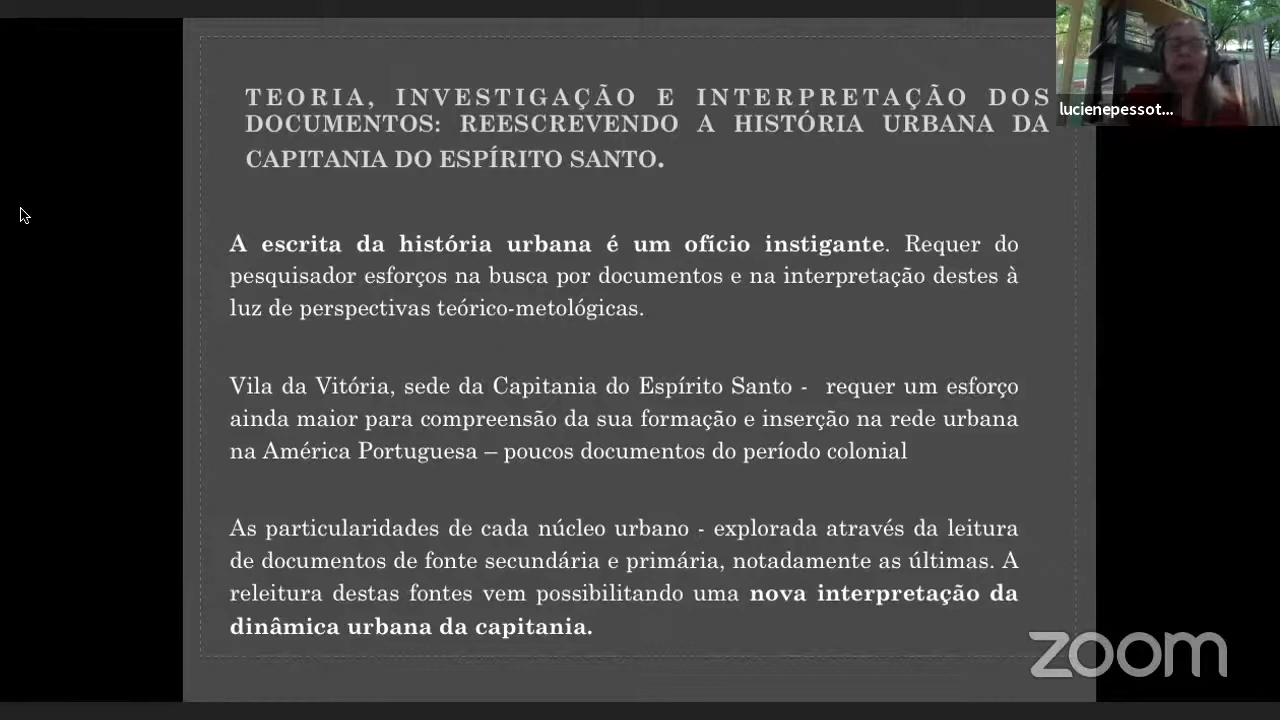 TEORIA, INVESTIGAÇÃO E INTERPRETAÇÃO DOS
DOCUMENTOS: REESCREVENDO A HISTÓRIA URBANA DA
CAPITANIA DO ESPÍRITO SANTO.
lucienepessot...
A escrita da história urbana é um ofício instigante. Requer do
pesquisador esforços na busca por documentos e na interpretação destes à
luz de perspectivas teórico-metológicas.
Vila da Vitória, sede da Capitania do Espírito Santo - requer um esforço
ainda maior para compreensão da sua formação e inserção na rede urbana
na América Portuguesa – poucos documentos do período colonial
As particularidades de cada núcleo urbano - explorada através da leitura
de documentos de fonte secundária e primária, notadamente as últimas. A
releitura destas fontes vem possibilitando uma nova interpretação da
dinâmica urbana da capitania.
zoom